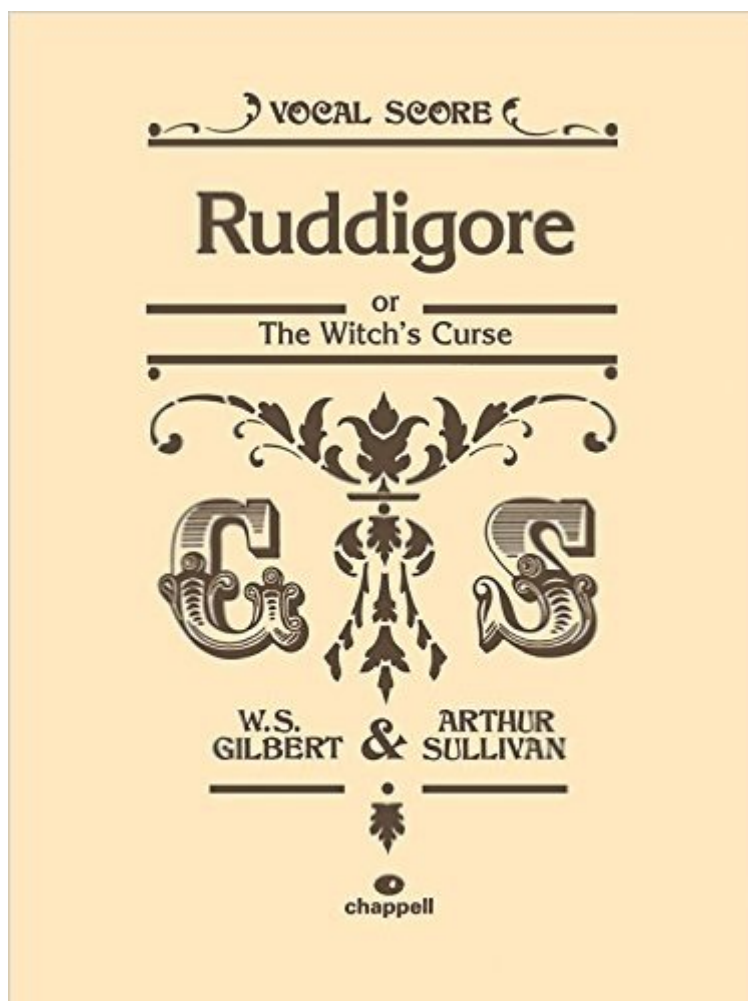 VOCAL SCORE
Ruddigore
or
The Witch's Curse
G S
W.S. GILBERT & ARTHUR SULLIVAN
chappell